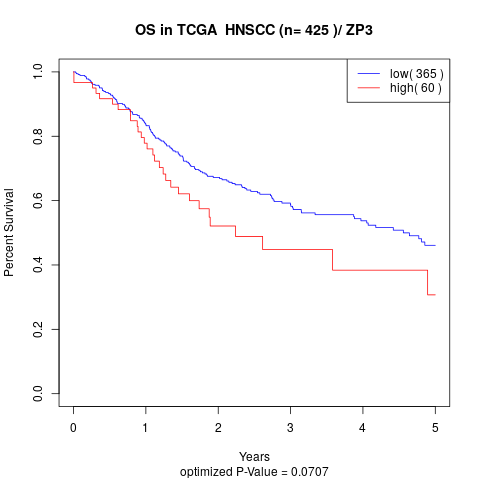 OS in TCGA  HNSCC (n= 425 )/ ZP3
low( 365 )
high( 60 )
Percent Survival
1.0
0.8
0.6
0.4
0.2
0.0
0 1 2 3 4 5
Years
optimized P-Value = 0.0707